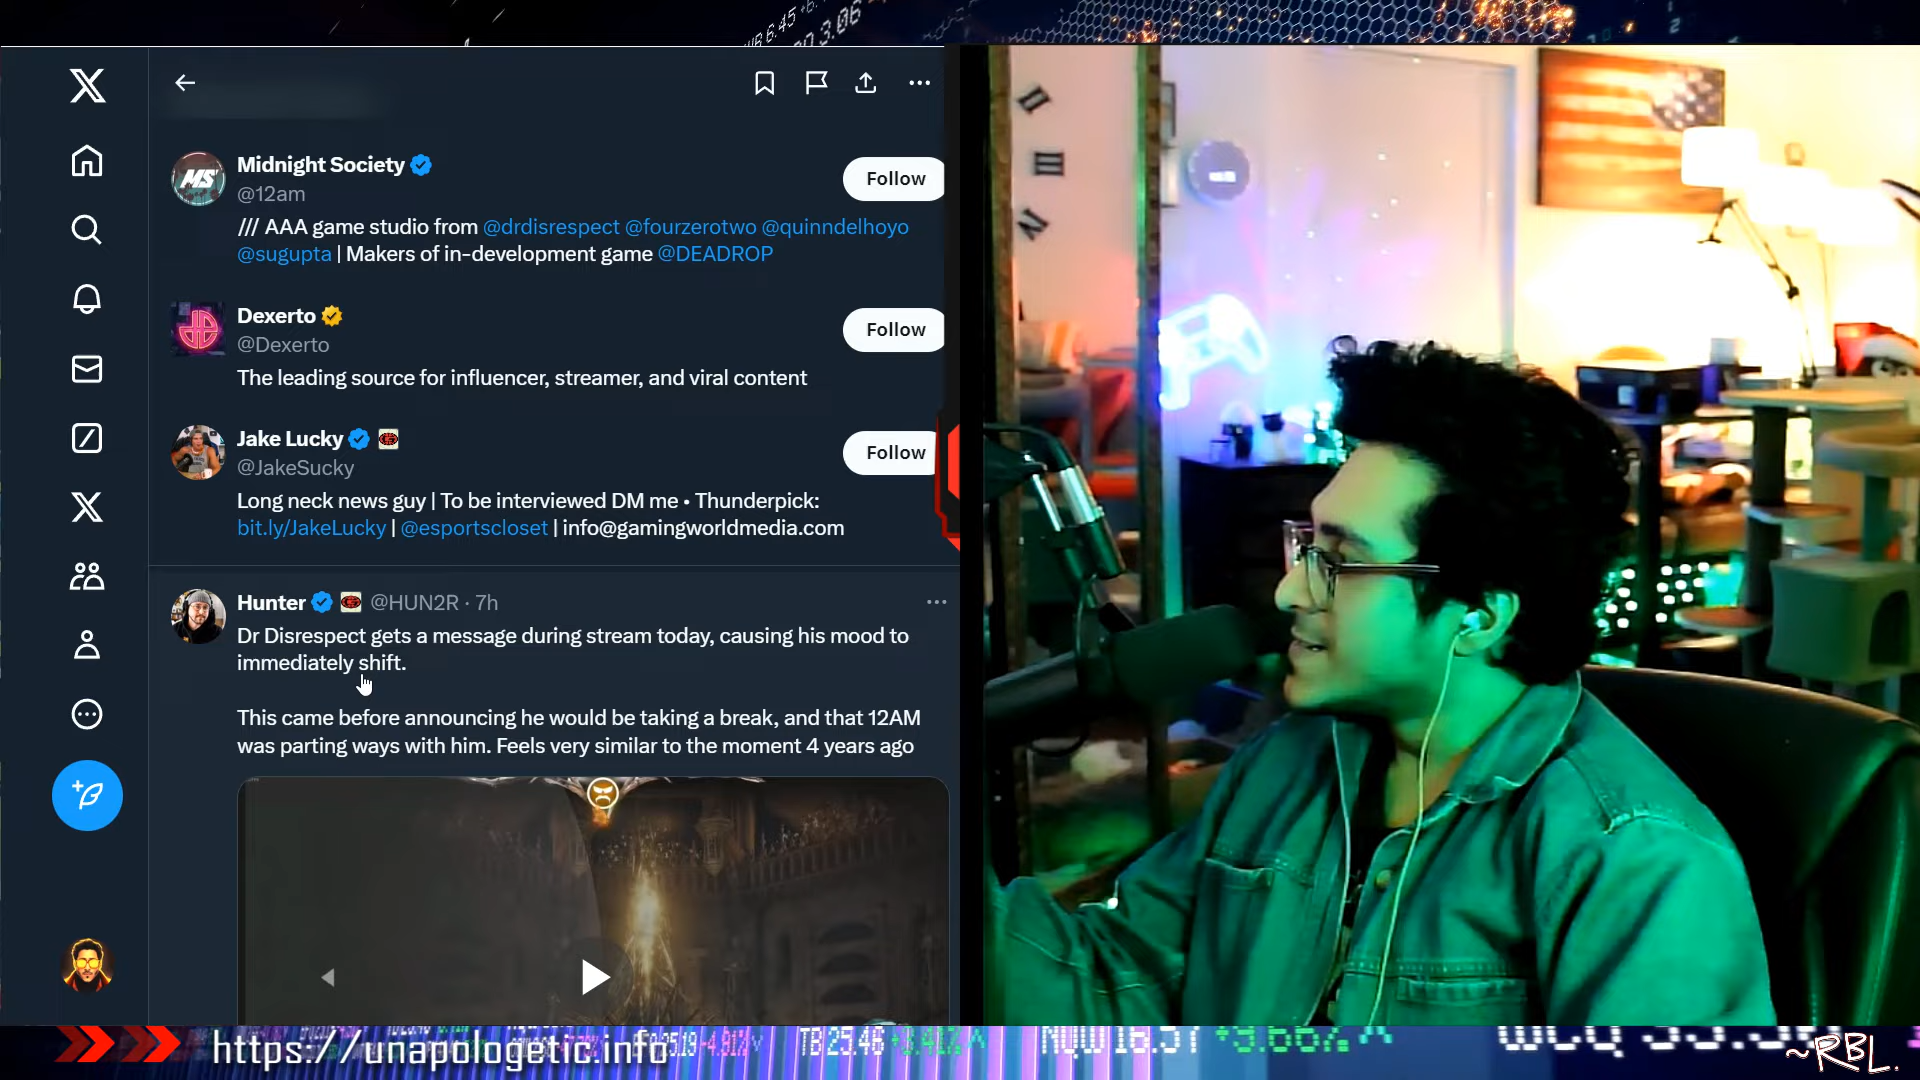 Midnight Society
@12am
Follow
/// AAA game studio from @drdisrespect @fourzerotwo @quinndelhoyo
@sugupta | Makers of in-development game @DEADROP
Dexerto
@Dexerto
Follow
The leading source for influencer, streamer, and viral content
Jake Lucky
@JakeSucky
Follow
Long neck news guy | To be interviewed DM me • Thunderpick:
bit.ly/JakeLucky | @esportscloset | info@gamingworldmedia.com
Hunter @HUN2R · 7h
Dr Disrespect gets a message during stream today, causing his mood to
immediately shift.
This came before announcing he would be taking a break, and that 12AM
was parting ways with him. Feels very similar to the moment 4 years ago
https://unapologetic.info
~RBL.